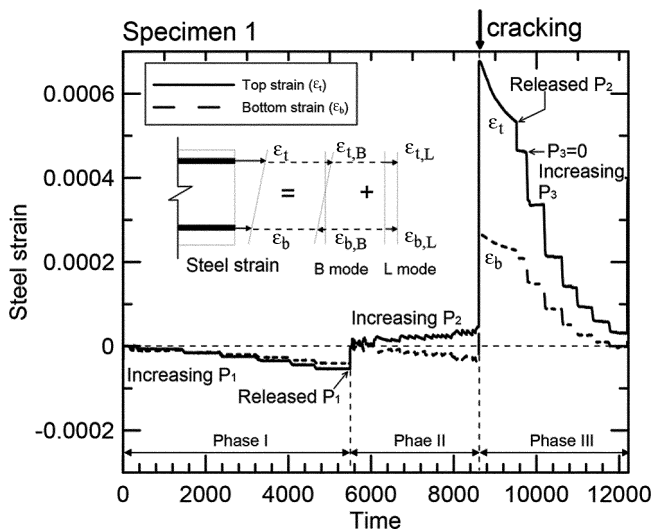 Specimen 1
cracking
0.0006
0.0004
0.0002
0
-0.0002
Steel strain
Top strain (εt)
Bottom strain (εb)
εt
εt,B
εt,L
=
+
εb
εb,B
εb,L
Steel strain
B mode
L mode
Released P2
εt
P3=0
Increasing
P3
εb
Increasing P2
Increasing P1
Released P1
Phase I
Phae II
Phase III
0 2000 4000 6000 8000 10000 12000
Time